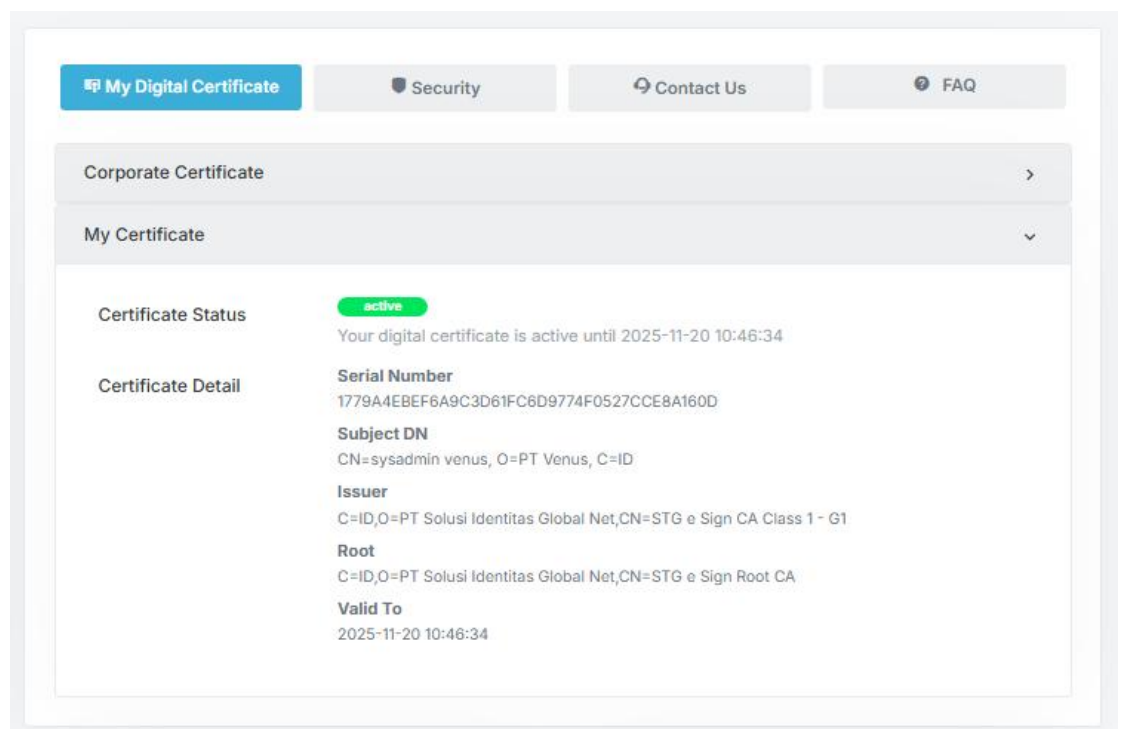 My Digital Certificate
Security
Contact Us
FAQ
Corporate Certificate
My Certificate
Certificate Status
active
Your digital certificate is active until 2025-11-20 10:46:34
Certificate Detail
Serial Number
1779A4EBEF6A9C3D61FC6D9774F0527CCE8A160D
Subject DN
CN=sysadmin venus, O=PT Venus, C=ID
Issuer
C=ID,O=PT Solusi Identitas Global Net,CN=STG e Sign CA Class 1 - G1
Root
C=ID,O=PT Solusi Identitas Global Net,CN=STG e Sign Root CA
Valid To
2025-11-20 10:46:34